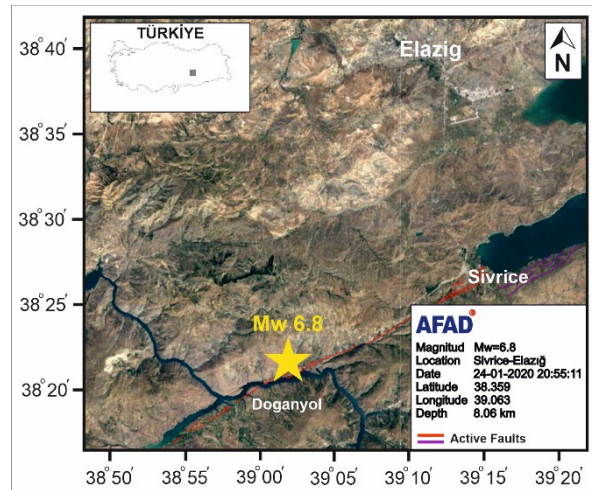 TÜRKİYE
Elazig
N
38°40'
38°35'
38°30'
38°25'
38°20'
Sivrice
Mw 6.8
Doganyol
AFAD
Magnitud Mw=6.8
Location Sivrice-Elazığ
Date 24-01-2020 20:55:11
Latitude 38.359
Longitude 39.063
Depth 8.06 km
Active Faults
38°50' 38°55' 39°00' 39°05' 39°10' 39°15' 39°20'